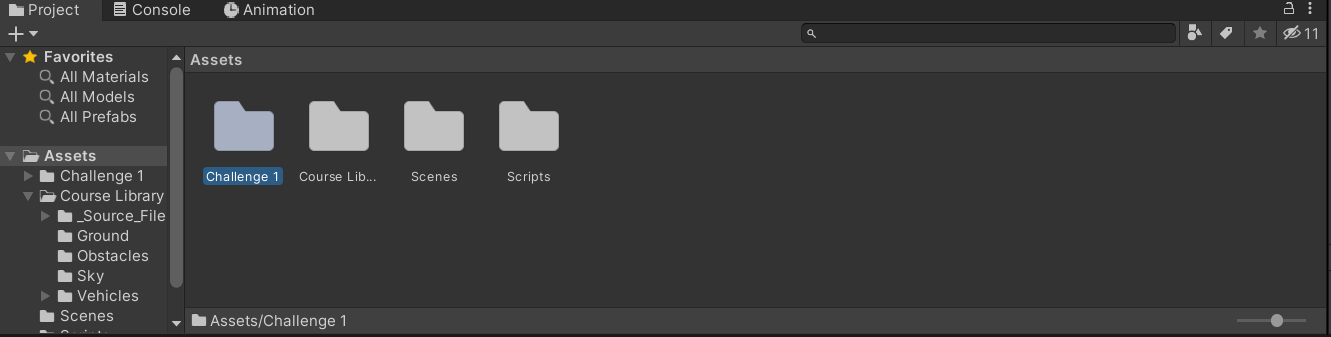 Project Console Animation
11
Favorites
All Materials
All Models
All Prefabs
Assets
Challenge 1
Course Library
_Source_File
Ground
Obstacles
Sky
Vehicles
Scenes
Assets
Challenge 1 Course Lib... Scenes Scripts
Assets/Challenge 1